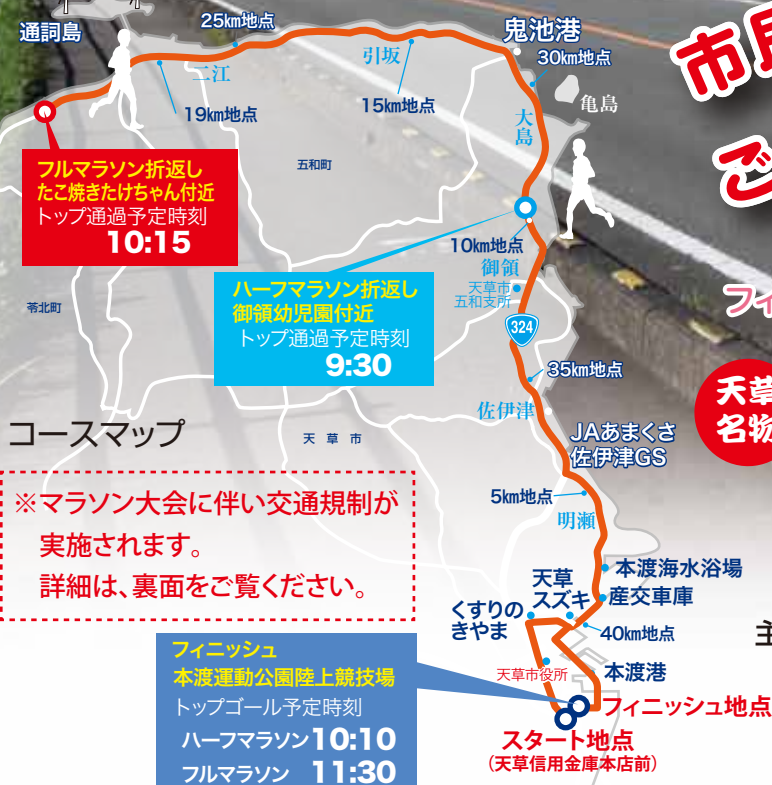 通詞島
25km地点
二江
19km地点
引坂
15km地点
鬼池港
30km地点
亀島
大島
市
ご
フルマラソン折返し
たこ焼きたけちゃん付近
トップ通過予定時刻
10:15
五和町
10km地点
御領
天草市
五和支所
ハーフマラソン折返し
御領幼児園付近
トップ通過予定時刻
9:30
苓北町
324
フィ
35km地点
佐伊津
天草
名物
コースマップ
天草市
JAあまくさ
佐伊津GS
※マラソン大会に伴い交通規制が
実施されます。
詳細は、裏面をご覧ください。
5km地点
明瀬
本渡海水浴場
産交車庫
天草
スズキ
くすりの
きやま
40km地点
主
天草市役所
本渡港
フィニッシュ
本渡運動公園陸上競技場
トップゴール予定時刻
ハーフマラソン10:10
フルマラソン 11:30
フィニッシュ地点
スタート地点
(天草信用金庫本店前)